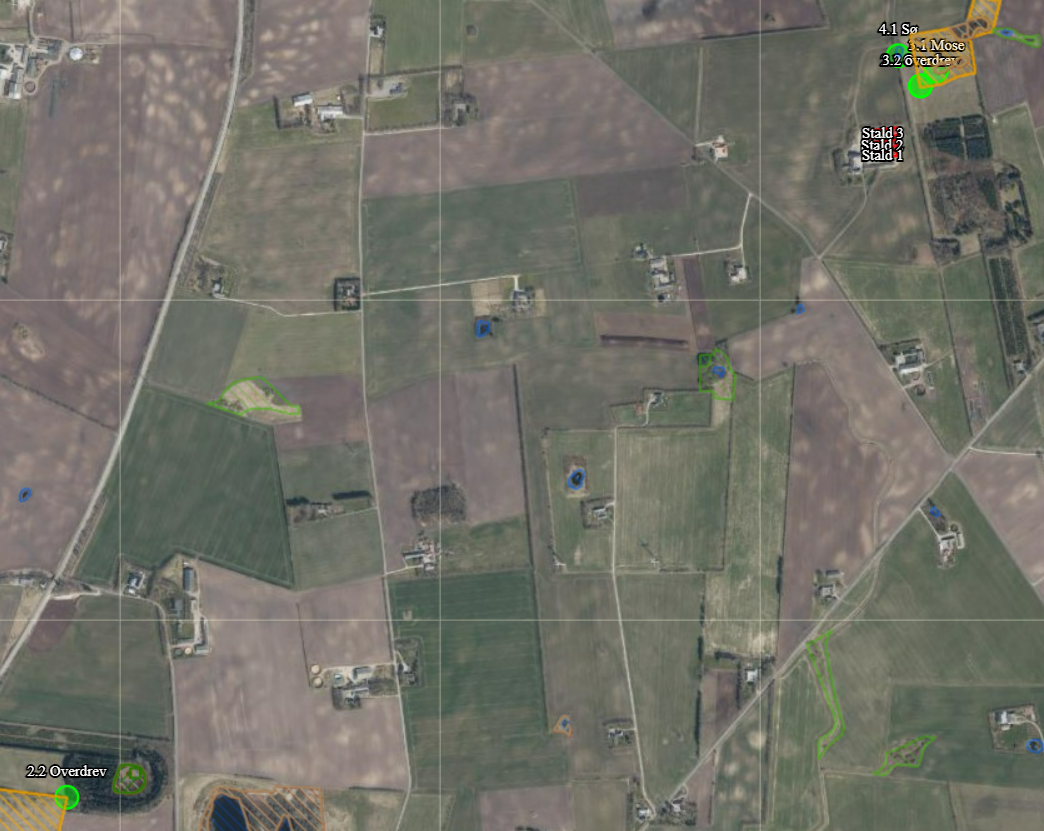 4.1 Sø
3.1 Mose
3.2 overdrev
Stald 3
Stald 2
Stald 1
2.2 Overdrev